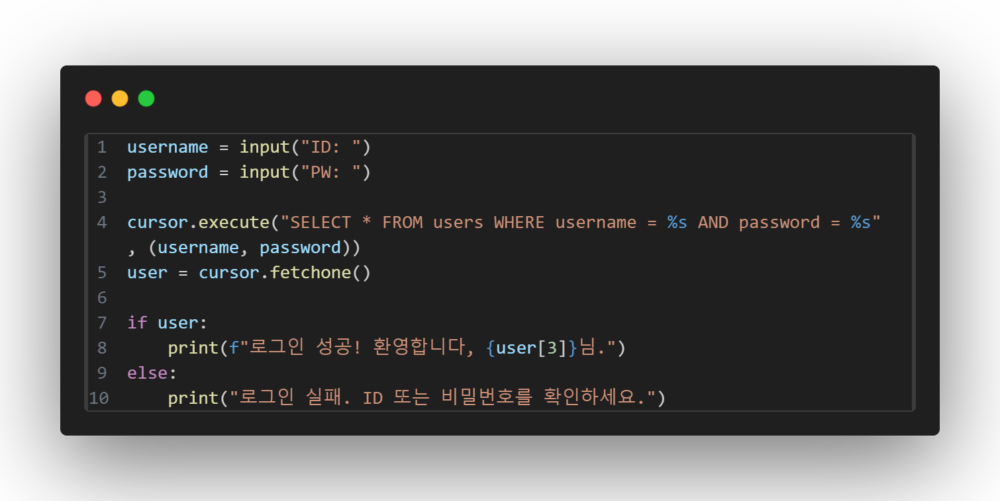 1 username = input("ID: ")
2 password = input("PW: ")
3
4 cursor.execute("SELECT * FROM users WHERE username = %s AND password = %s"
, (username, password))
5 user = cursor.fetchone()
6
7 if user:
8     print(f"로그인 성공! 환영합니다, {user[3]}님.")
9 else:
10     print("로그인 실패. ID 또는 비밀번호를 확인하세요.")